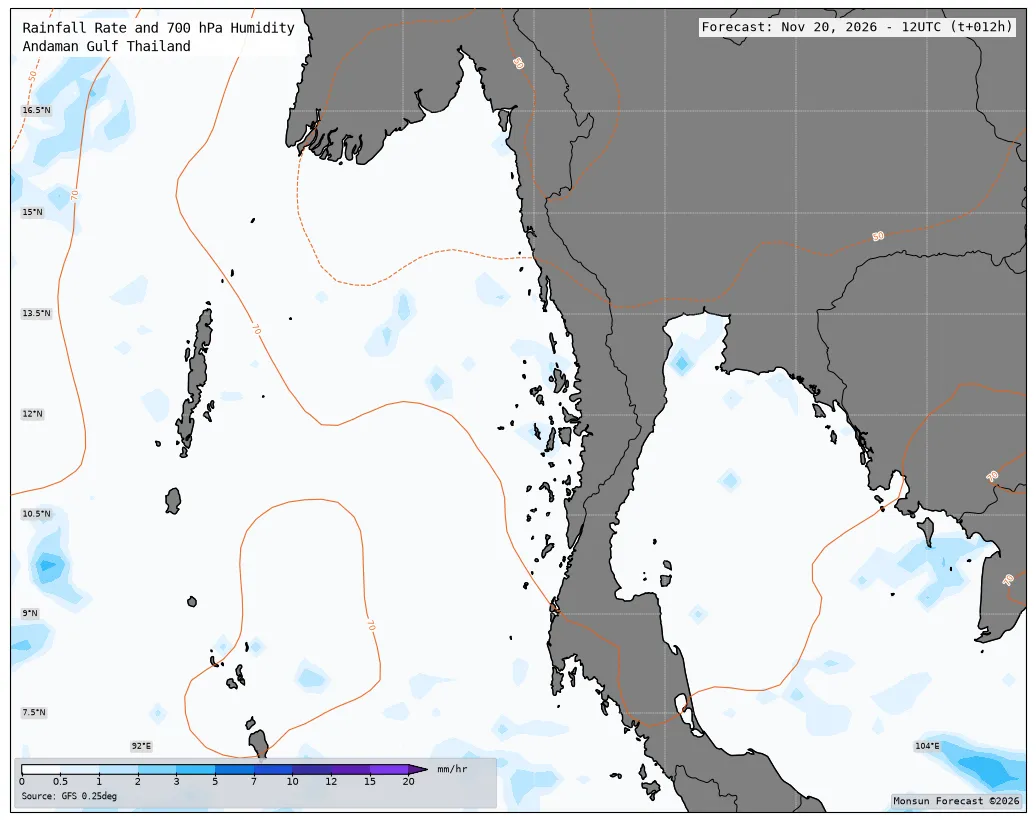 Rainfall Rate and 700 hPa Humidity
Andaman Gulf Thailand
Forecast: Nov 20, 2026 - 12UTC (t+012h)
50
50
16.5°N
70
15°N
50
13.5°N
70
12°N
70
10.5°N
70
9°N
70
7.5°N
92°E
104°E
mm/hr
0 0.5 1 2 3 5 7 10 12 15 20
Source: GFS 0.25deg
Monsun Forecast ©2026